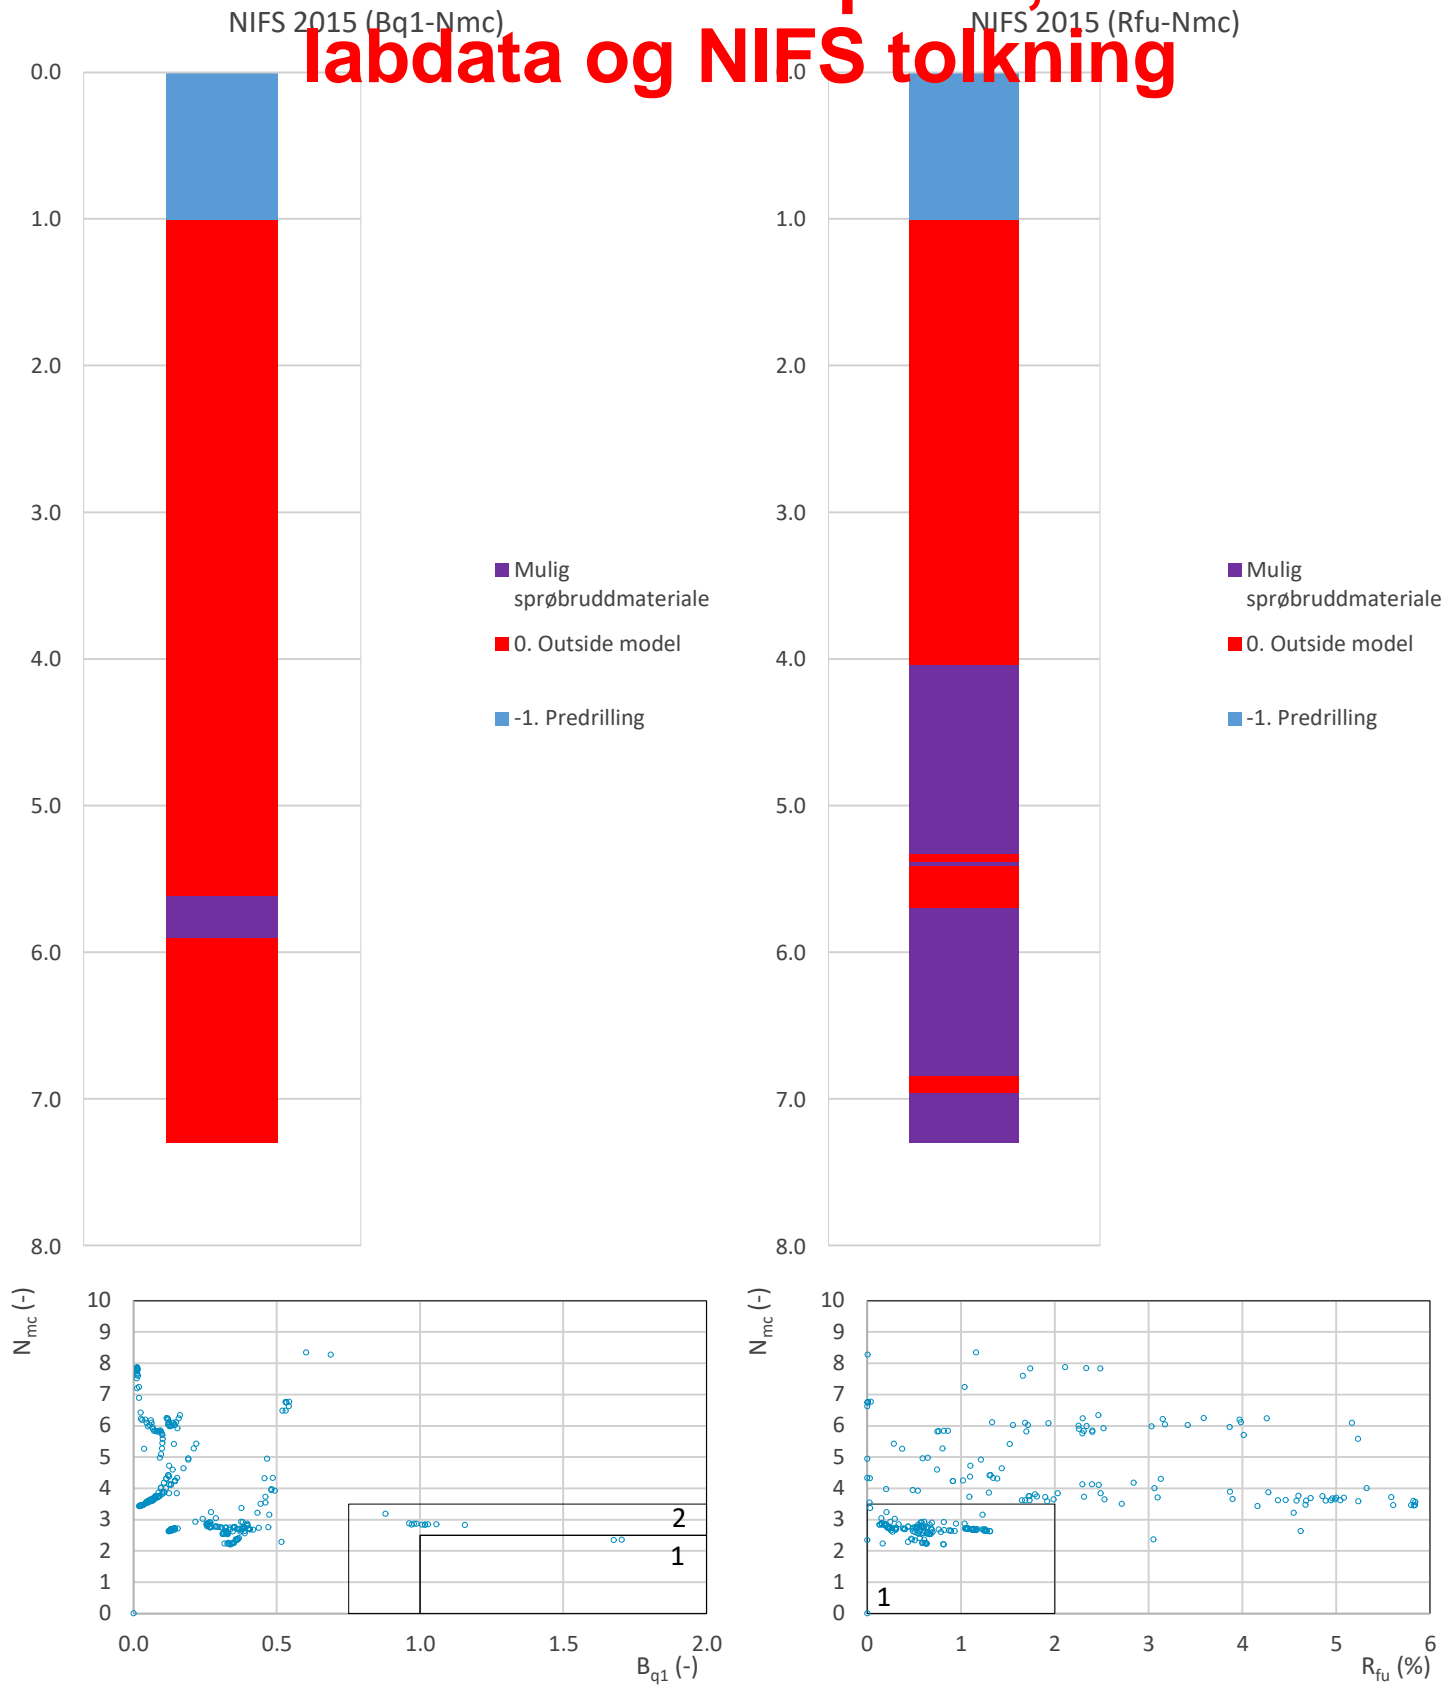 NIFS 2015 (Bq1-Nmc)
NIFS 2015 (Rfu-Nmc)
labdata og NIFS tolkning
0.0
1.0
2.0
3.0
4.0
5.0
6.0
7.0
8.0
Mulig
sprøbruddmateriale
0. Outside model
-1. Predrilling
1.0
2.0
3.0
4.0
5.0
6.0
7.0
8.0
Mulig
sprøbruddmateriale
0. Outside model
-1. Predrilling
Nmc (-)
10
9
8
7
6
5
4
3
2
1
0
2
1
0.0 0.5 1.0 1.5 2.0
Bq1 (-)
Nmc (-)
10
9
8
7
6
5
4
3
2
1
0
1
0 1 2 3 4 5 6
Rfu (%)